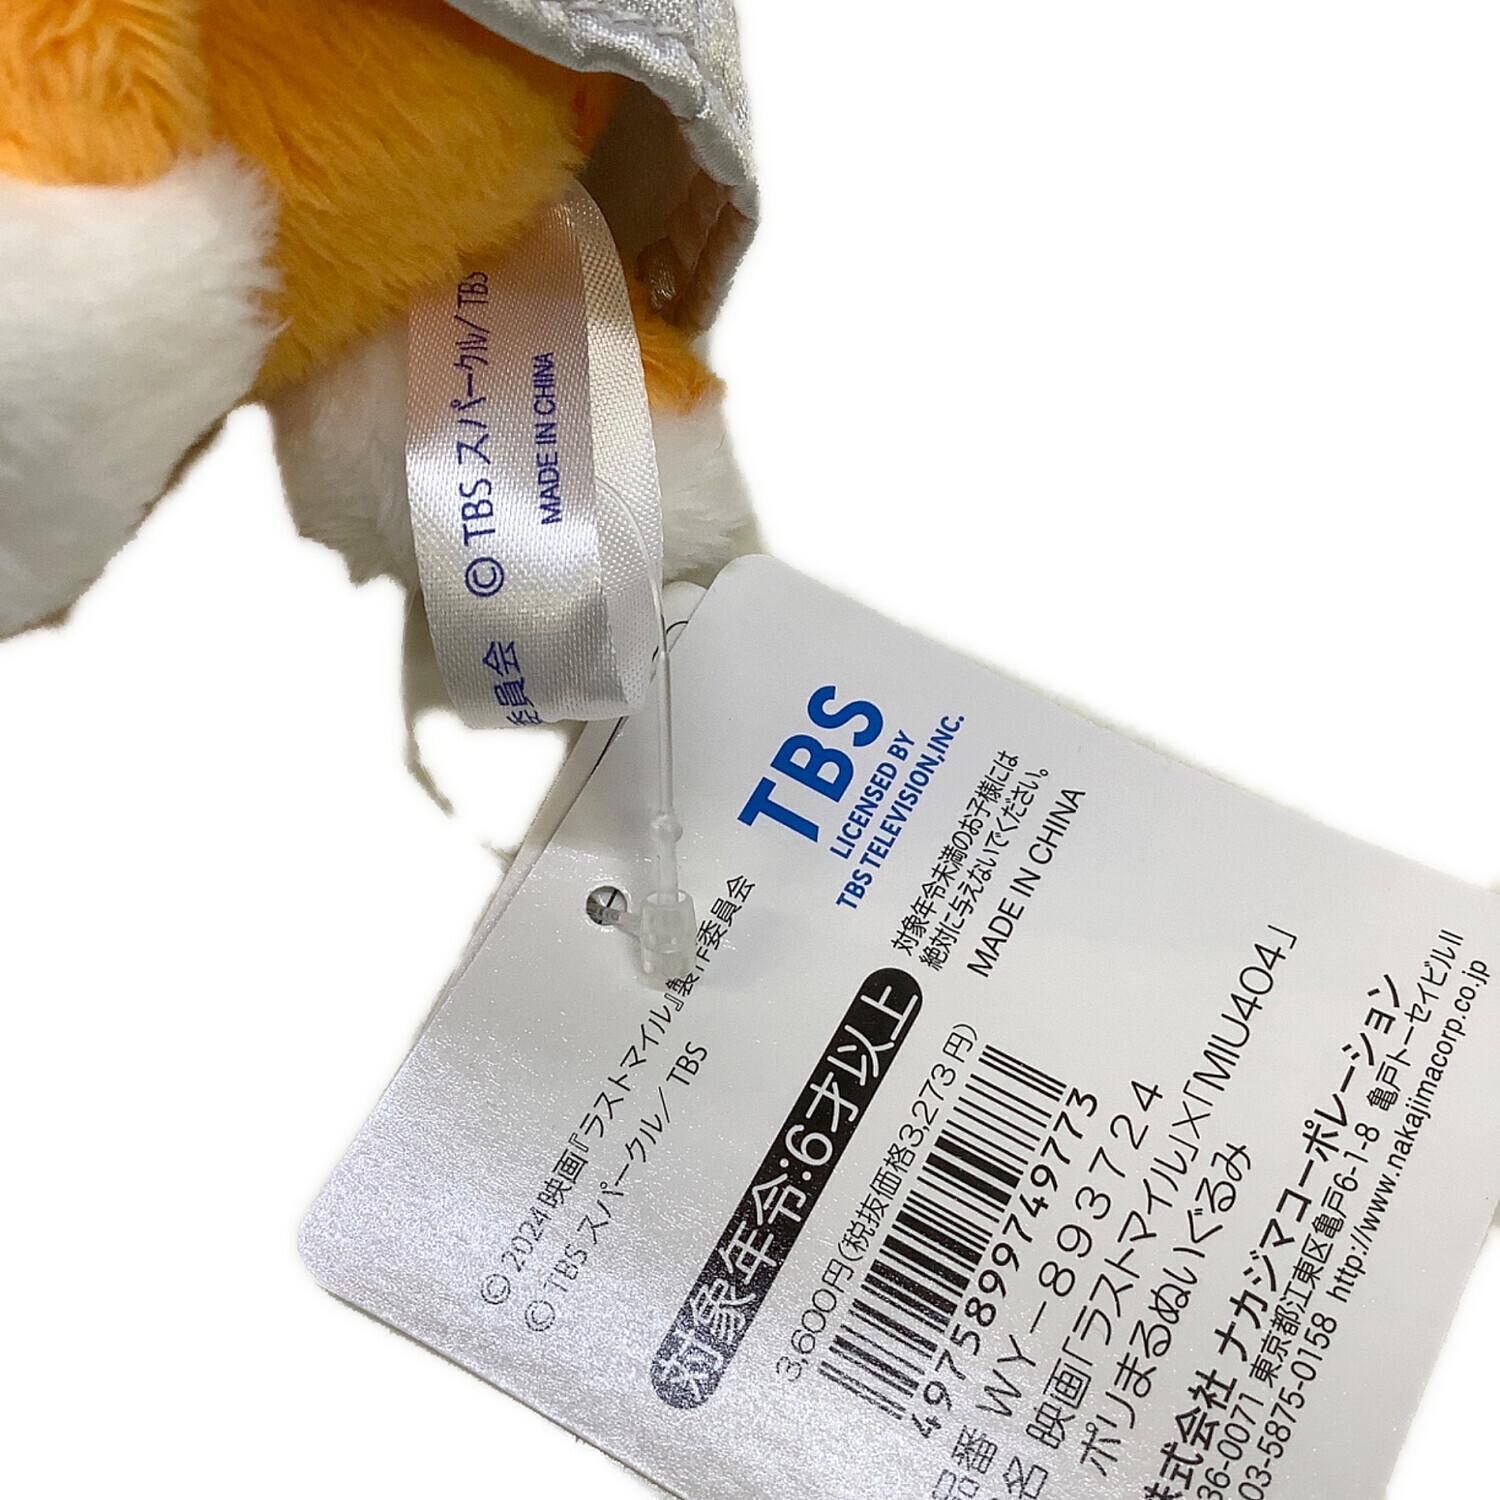 © TBS スパークル/TBS
MADE IN CHINA
委員会
TBS
LICENSED BY
TBS TELEVISION,INC.
対象年令未満のお子様には
絶対に与えないでください。
MADE IN CHINA
© 2024映画『ラストマイル』製作委員会
© TBS スパークル/TBS
対象年令:6才以上
3,600円(税抜価格3,273円)
4975899749773
品番 WY-893724
名 映画「ラストマイル」×「MIU404」
ポリまるぬいぐるみ
株式会社 ナカジマコーポレーション
36-0071 東京都江東区亀戸6-1-8 亀戸トーセイビルII
03-5875-0158 http://www.nakajimacorp.co.jp